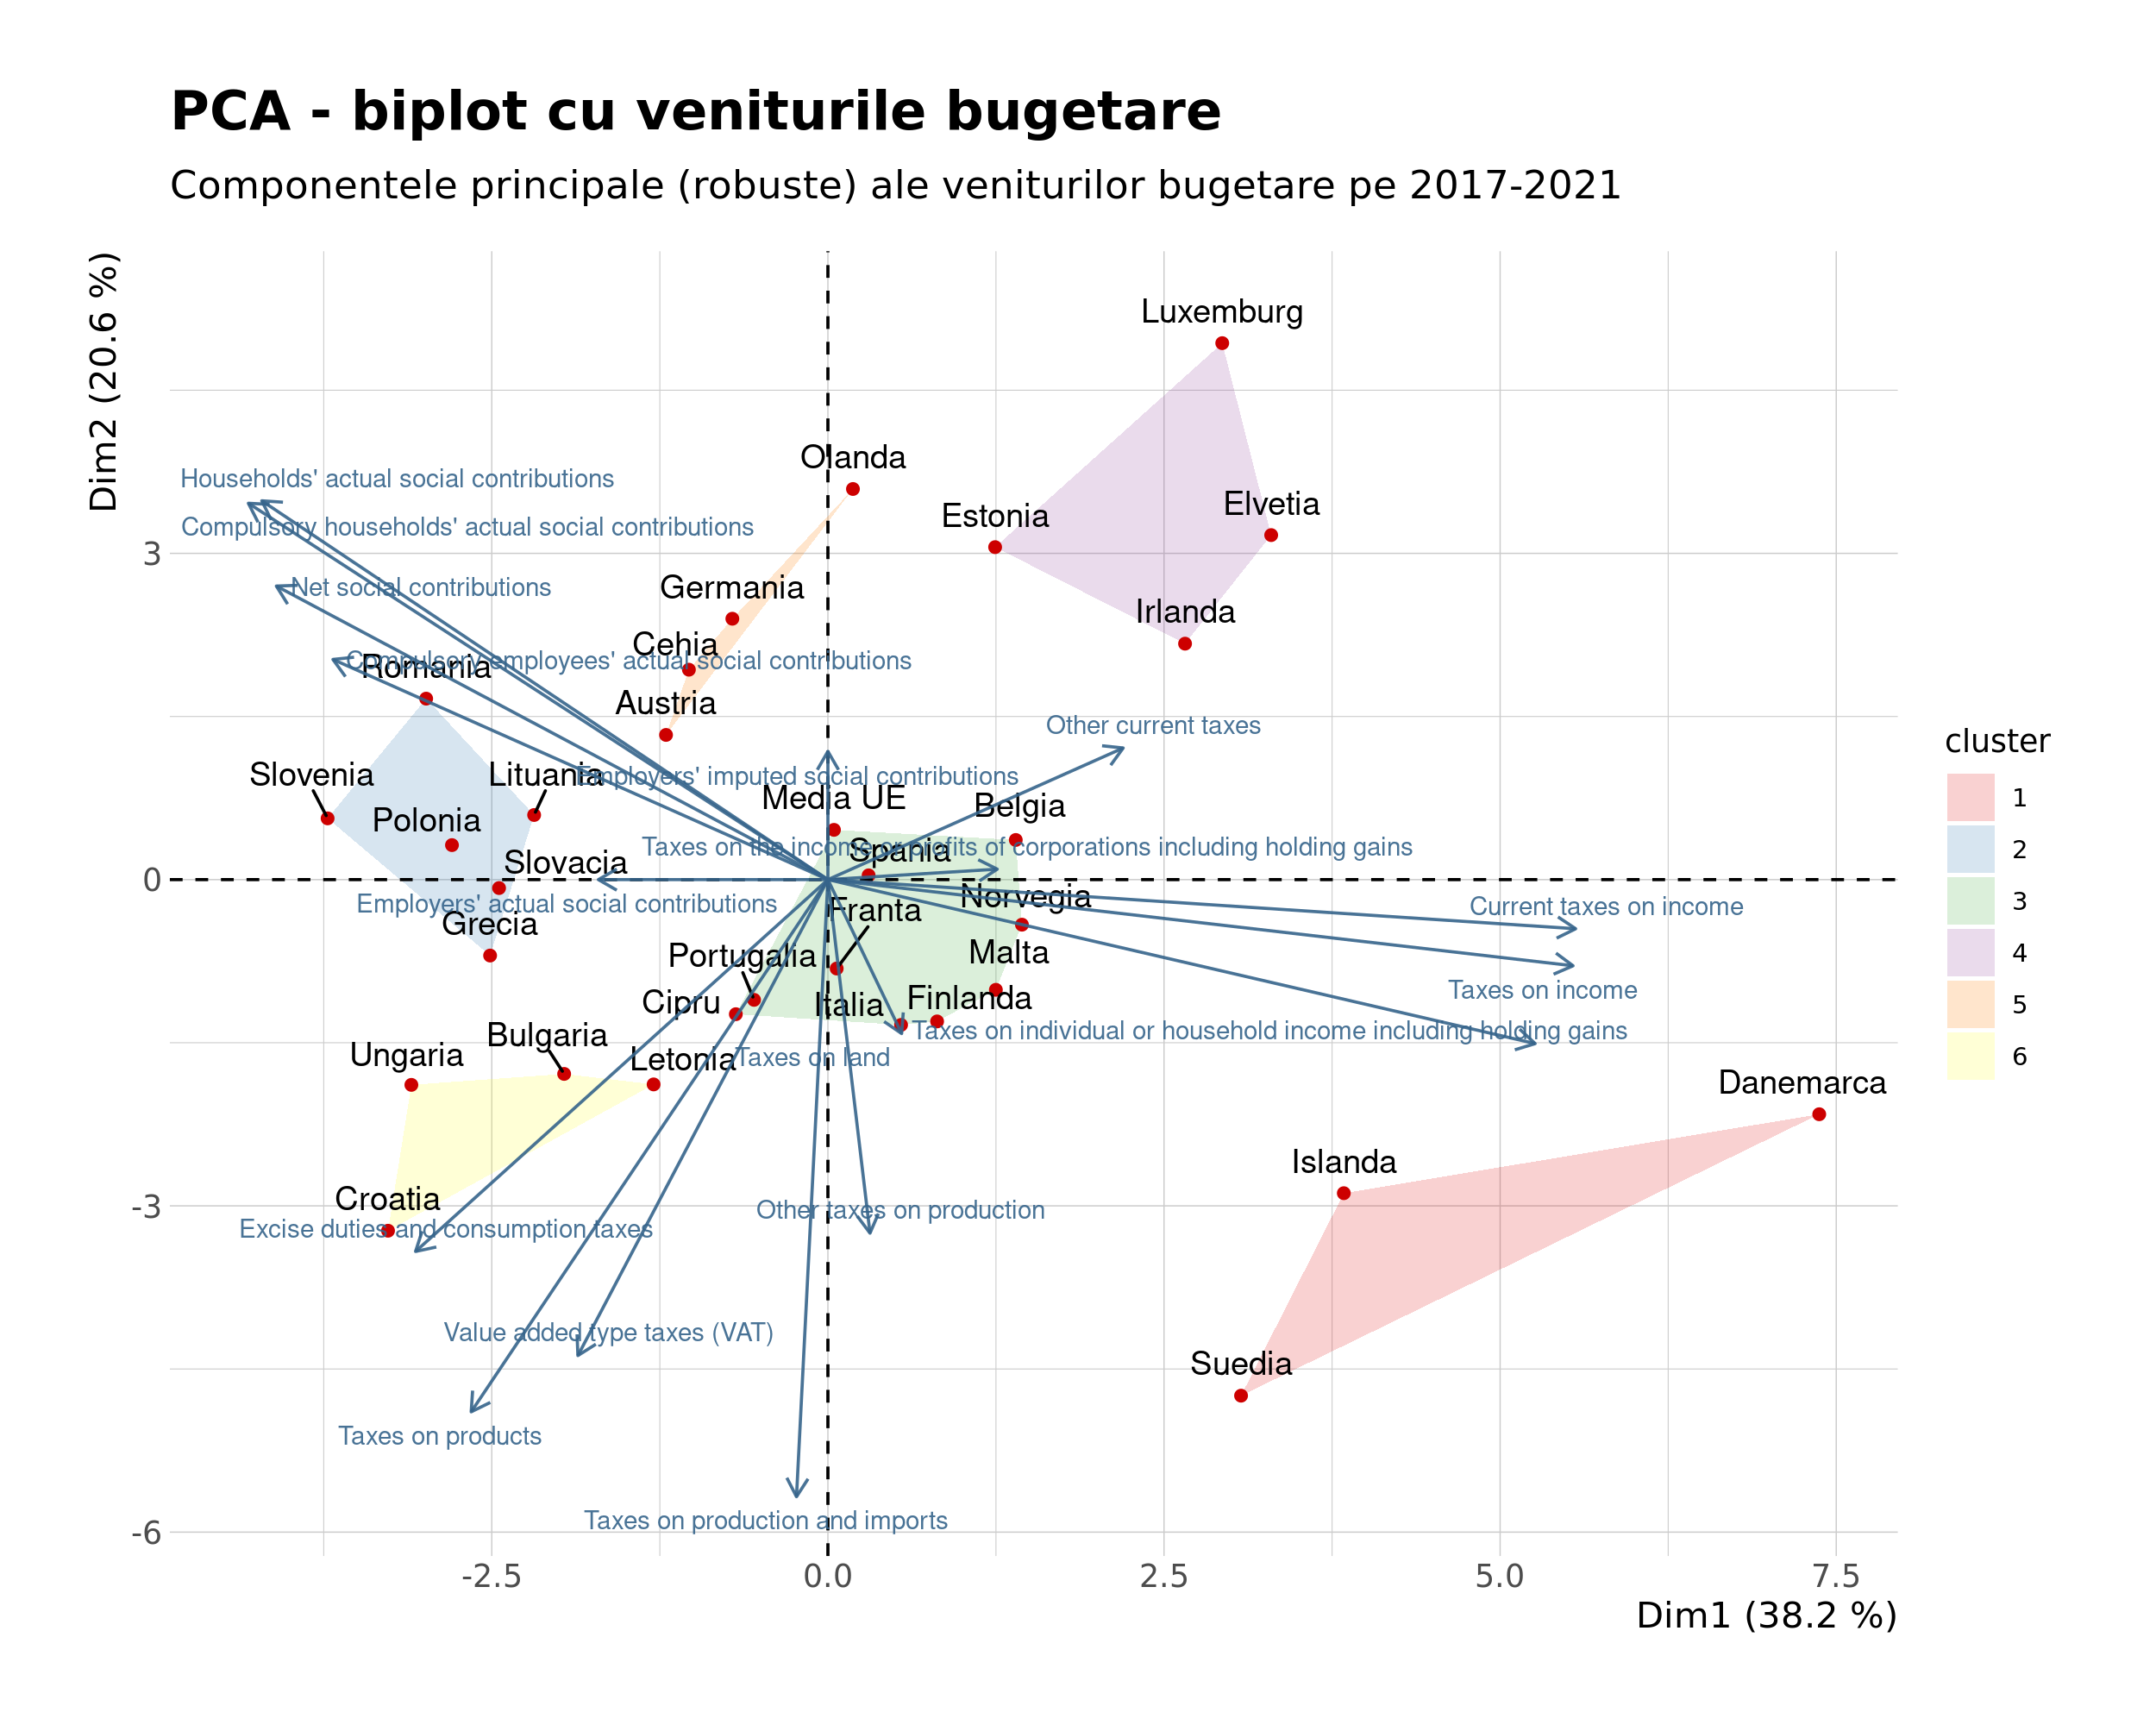 PCA - biplot cu veniturile bugetare
Componentele principale (robuste) ale veniturilor bugetare pe 2017-2021
Dim2 (20.6 %)
Luxemburg
Olanda
Households' actual social contributions
Elvetia
Estonia
Compulsory households' actual social contributions
3
Germania
Net social contributions
Irlanda
Cehia
Compulsory employees' actual social contributions
Romania
Austria
Other current taxes
cluster
Slovenia
Lituania
Employers' imputed social contributions
Media UE
Belgia
1
Polonia
Taxes on the income or profits of corporations including holding gains
Spania
2
Slovacia
0
Norvegia
Employers' actual social contributions
Current taxes on income
3
Franta
Grecia
Malta
Portugalia
4
Taxes on income
Finlanda
Cipru
Italia
5
Taxes on individual or household income including holding gains
Bulgaria
Ungaria
Letonia
Taxes on land
6
Danemarca
Islanda
Croatia
-3
Other taxes on production
Excise duties and consumption taxes
Value added type taxes (VAT)
Suedia
Taxes on products
Taxes on production and imports
-6
-2.5
0.0
2.5
5.0
7.5
Dim1 (38.2 %)